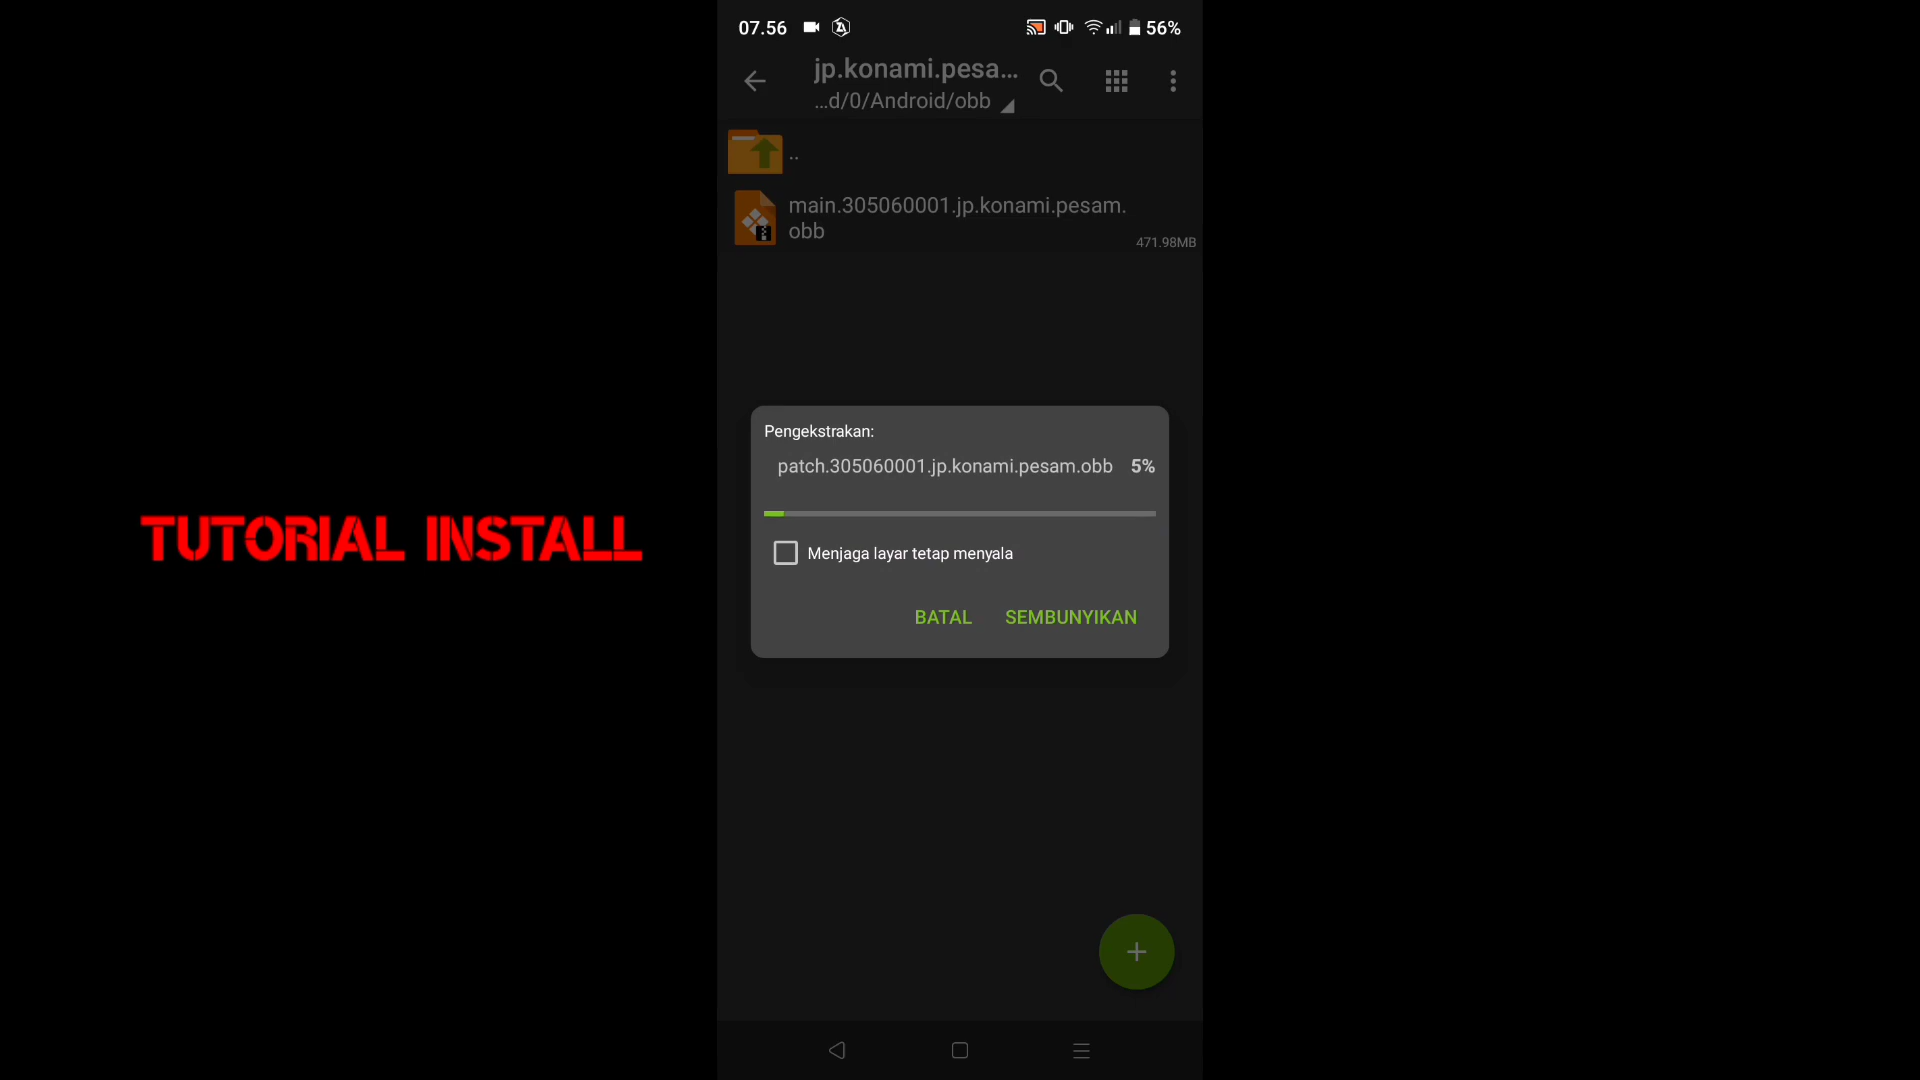 07.56 56%
jp.konami.pesa...
...d/0/Android/obb
..
main.305060001.jp.konami.pesam.
obb
471.98MB
Pengekstrakan:
patch.305060001.jp.konami.pesam.obb 5%
Menjaga layar tetap menyala
BATAL SEMBUNYIKAN
TUTORIAL INSTALL